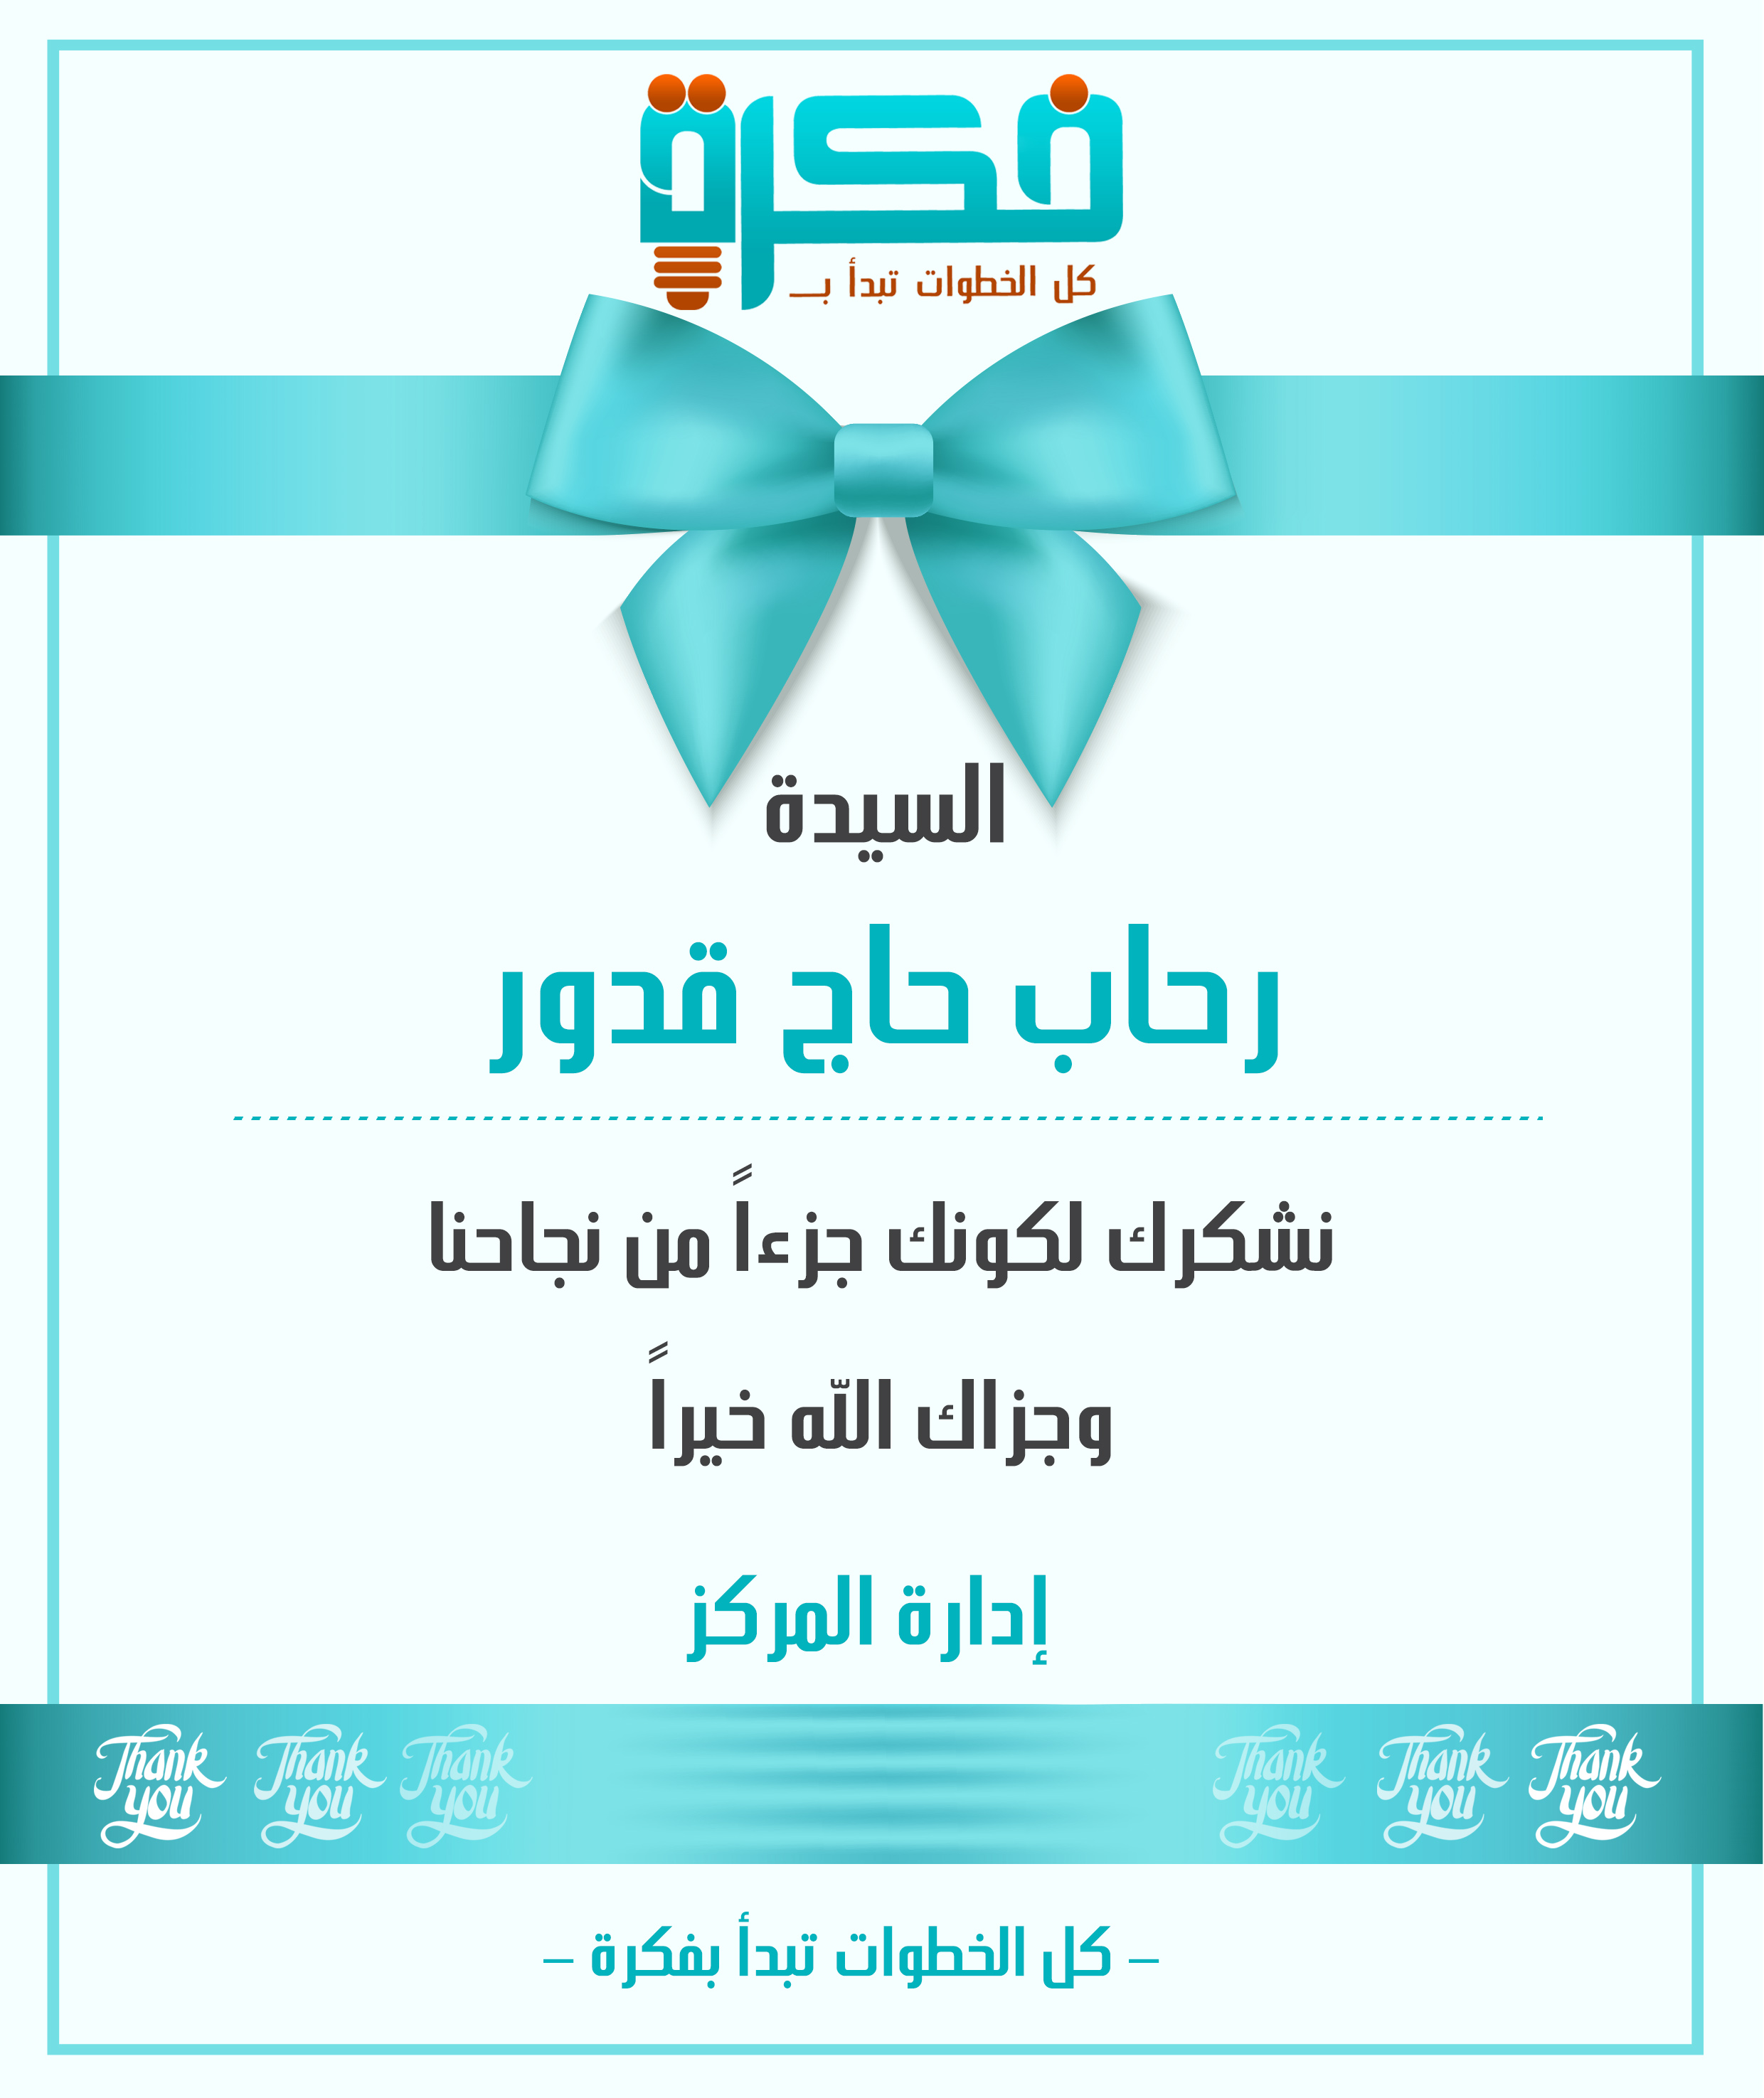 فكرة
كل الخطوات تبدأ بـ
السيدة
رحاب حاج قدور
نشكرك لكونك جزءاً من نجاحنا
وجزاك الله خيراً
إدارة المركز
Thank you Thank you Thank you Thank you Thank you Thank you
– كل الخطوات تبدأ بفكرة –